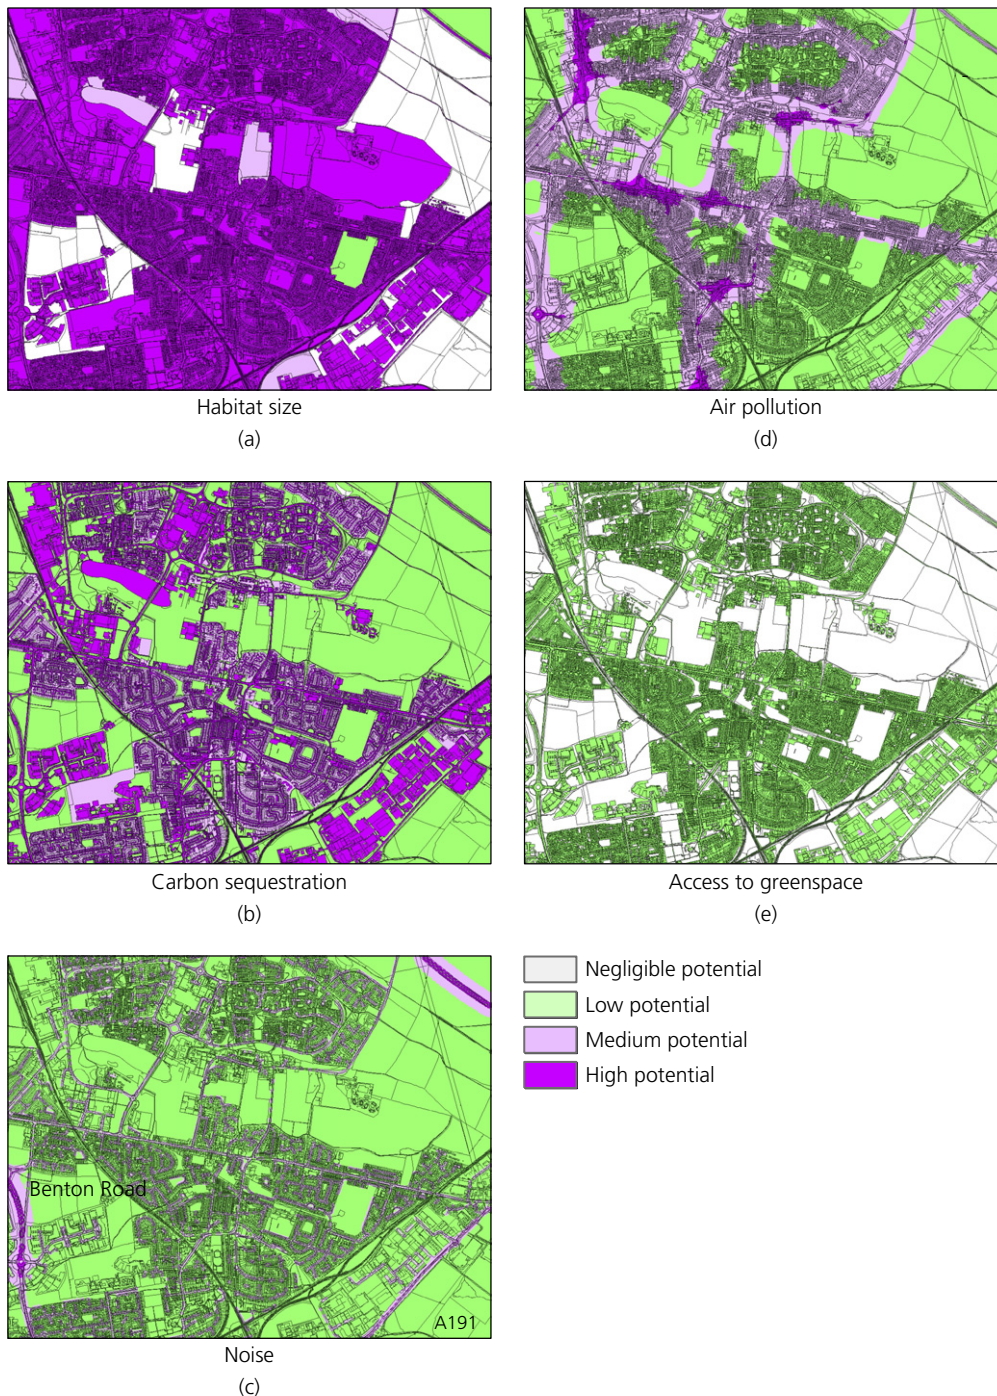 Habitat size
(a)
Air pollution
(d)
Carbon sequestration
(b)
Access to greenspace
(e)
Benton Road
A191
Noise
(c)
Negligible potential
Low potential
Medium potential
High potential